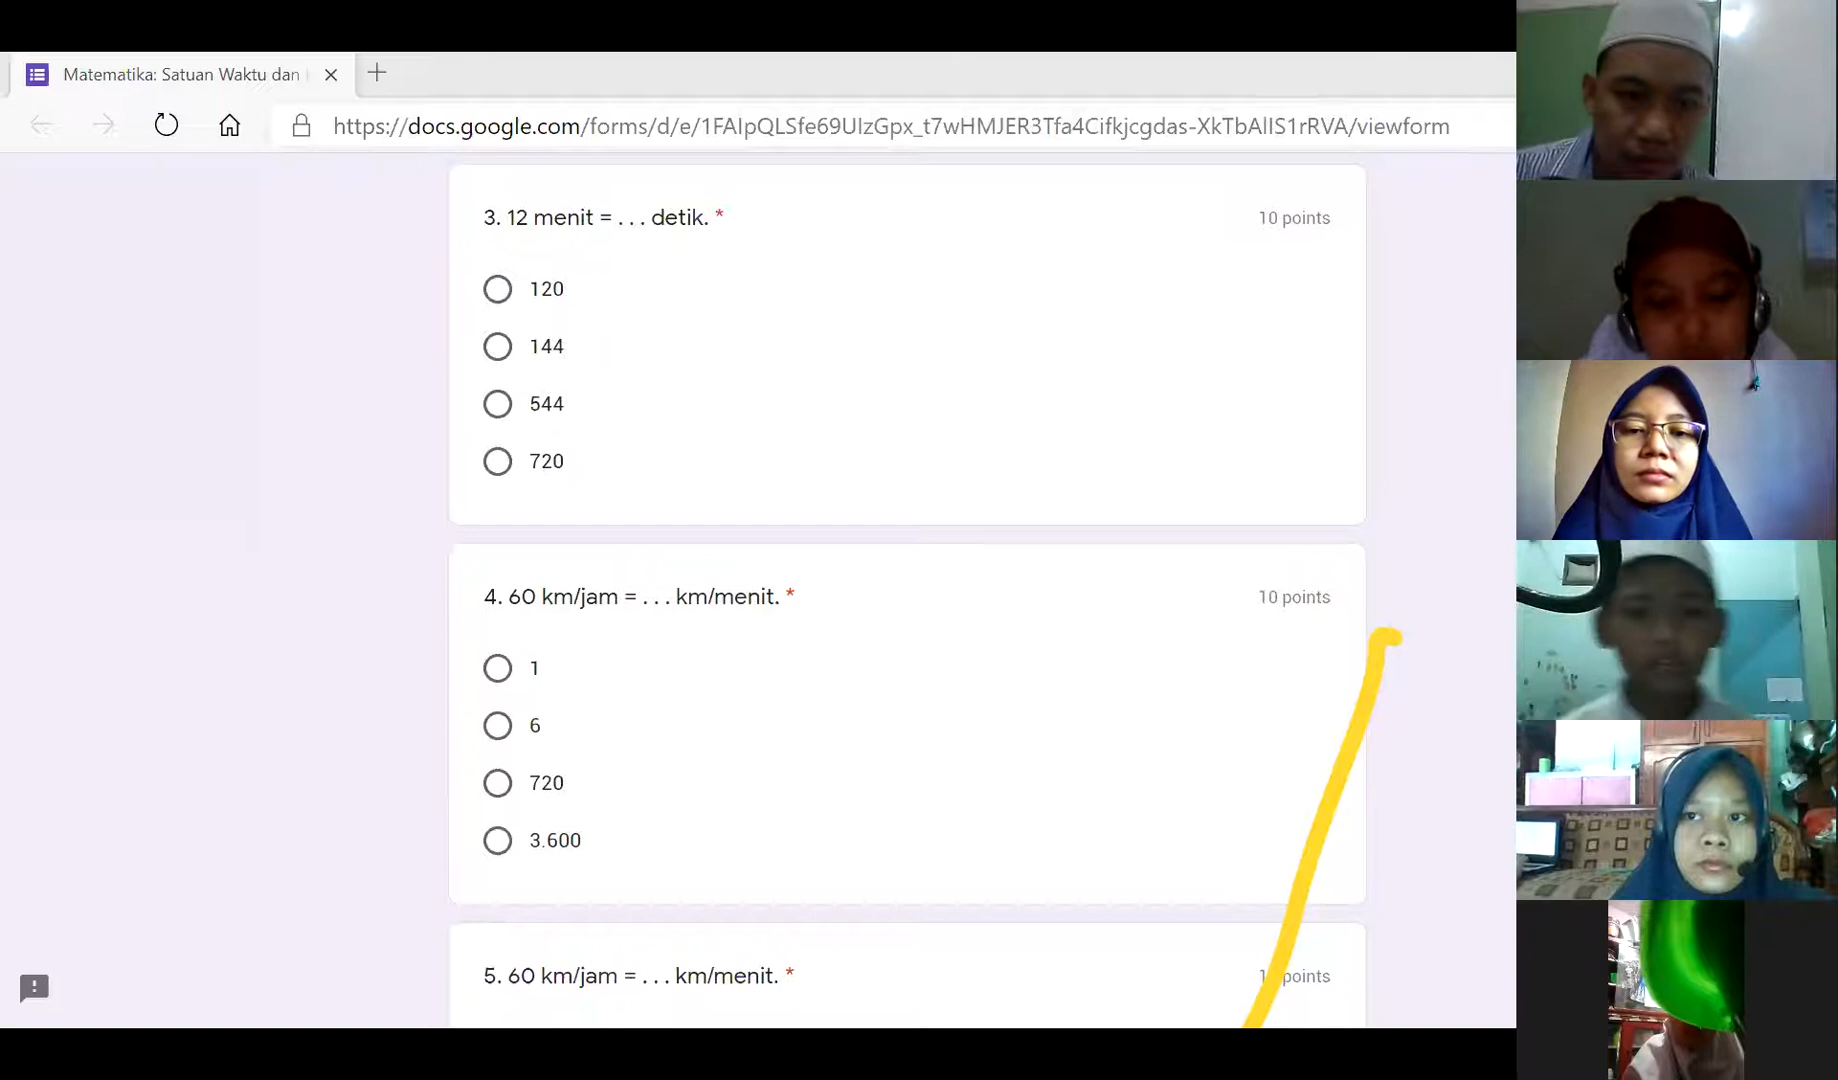 Matematika: Satuan Waktu dan
https://docs.google.com/forms/d/e/1FAIpQLSfe69UIzGpx_t7wHMJER3Tfa4Cifkjcgdas-XkTbAlIS1rRVA/viewform
3. 12 menit = . . . detik. *
10 points
120
144
544
720
4. 60 km/jam = . . . km/menit. *
10 points
1
6
720
3.600
5. 60 km/jam = . . . km/menit. *
points